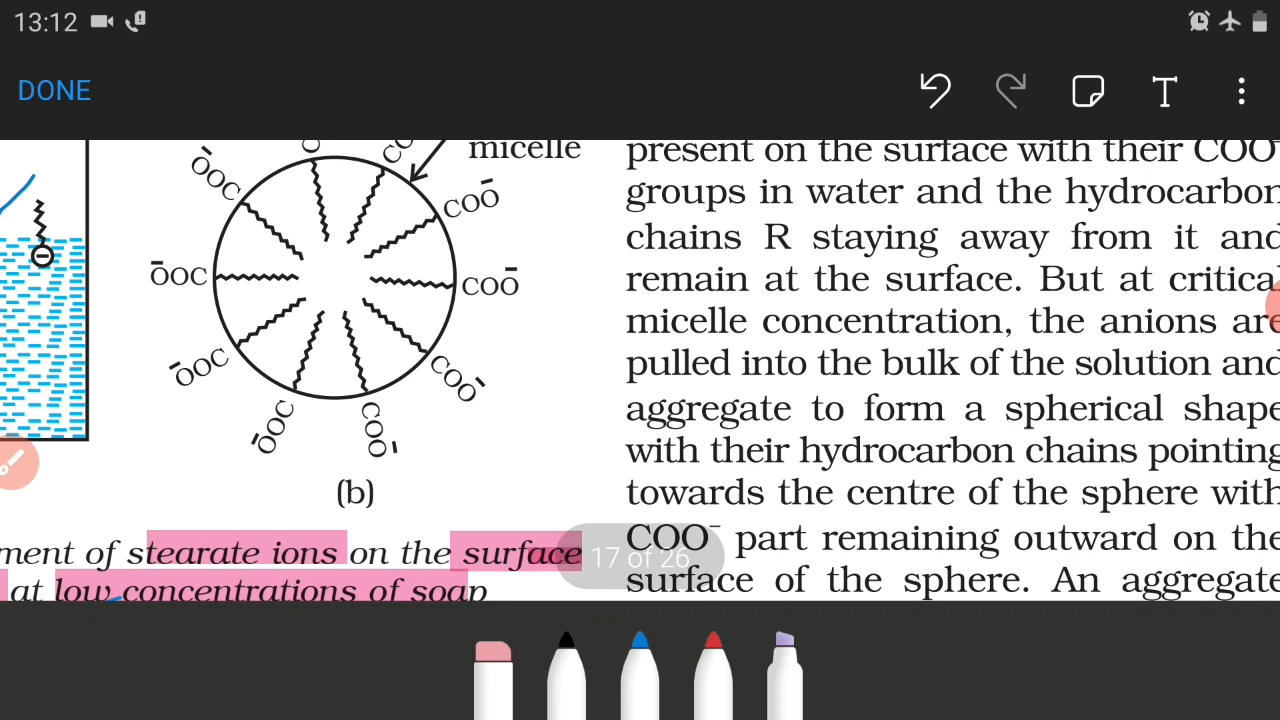 13:12
DONE
T
micelle
ŌOC
COŌ
ŌOC
COŌ
ŌOC
COO⁻
ŌOC
COO⁻
(b)
ment of stearate ions on the surface
at low concentrations of soap
present on the surface with their COO⁻
groups in water and the hydrocarbon
chains R staying away from it and
remain at the surface. But at critical
micelle concentration, the anions are
pulled into the bulk of the solution and
aggregate to form a spherical shape
with their hydrocarbon chains pointing
towards the centre of the sphere with
COO⁻ part remaining outward on the
surface of the sphere. An aggregate
17 of 26